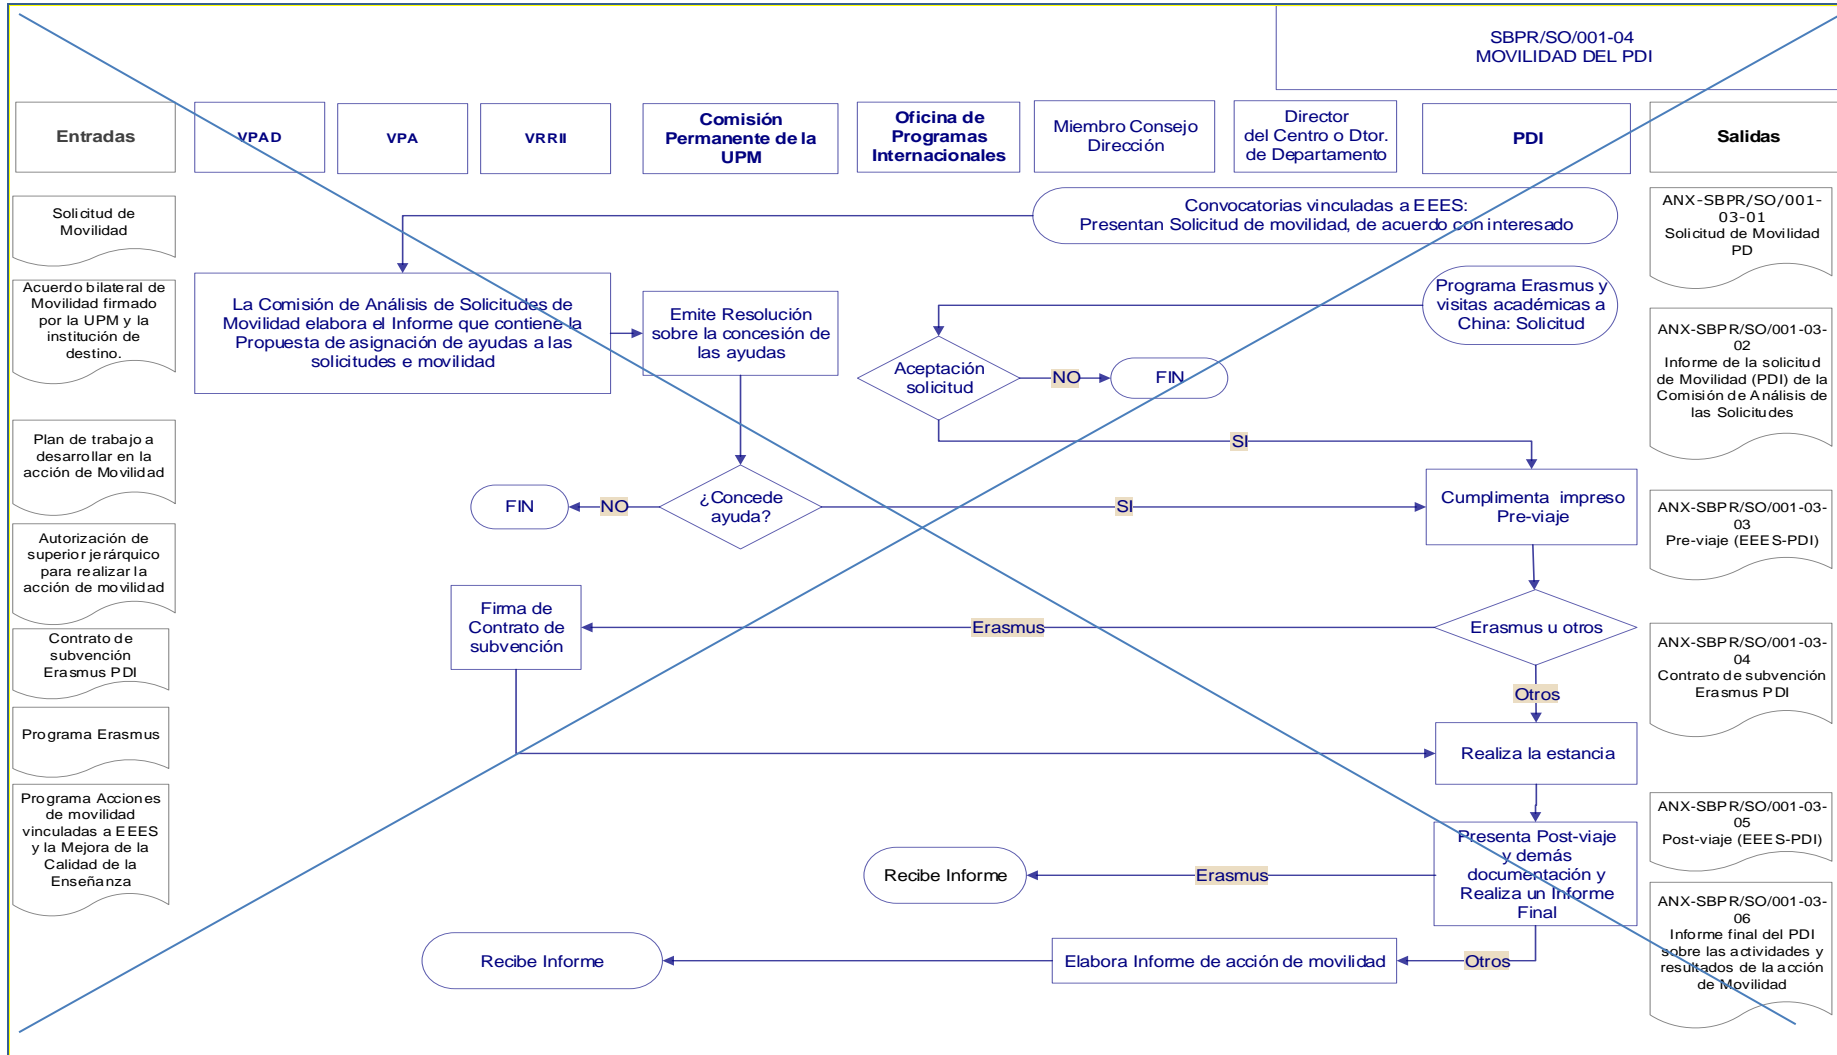 SBPR/SO/001-04
MOVILIDAD DEL PDI
Entradas
VPAD
VPA
VRRII
Comisión
Permanente de la
UPM
Oficina de
Programas
Internacionales
Miembro Consejo
Dirección
Director
del Centro o Dtor.
de Departamento
PDI
Salidas
Solicitud de
Movilidad
Acuerdo bilateral de
Movilidad firmado
por la UPM y la
institución de
destino.
Plan de trabajo a
desarrollar en la
acción de Movilidad
Autorización de
superior jerárquico
para realizar la
acción de movilidad
Contrato de
subvención
Erasmus PDI
Programa Erasmus
Programa Acciones
de movilidad
vinculadas a EEES
y la Mejora de la
Calidad de la
Enseñanza
Convocatorias vinculadas a EEES:
Presentan Solicitud de movilidad, de acuerdo con interesado
La Comisión de Análisis de Solicitudes de
Movilidad elabora el Informe que contiene la
Propuesta de asignación de ayudas a las
solicitudes e movilidad
Emite Resolución
sobre la concesión de
las ayudas
Programa Erasmus y
visitas académicas a
China: Solicitud
Aceptación
solicitud
NO
FIN
SI
FIN
NO
¿Concede
ayuda?
SI
Cumplimenta impreso
Pre-viaje
Firma de
Contrato de
subvención
Erasmus
Erasmus u otros
Otros
Realiza la estancia
Presenta Post-viaje
y demás
documentación y
Realiza un Informe
Final
Erasmus
Recibe Informe
Otros
Elabora Informe de acción de movilidad
Recibe Informe
ANX-SBPR/SO/001-
03-01
Solicitud de Movilidad
PD
ANX-SBPR/SO/001-03-
02
Informe de la solicitud
de Movilidad (PDI) de la
Comisión de Análisis de
las Solicitudes
ANX-SBPR/SO/001-03-
03
Pre-viaje (EEES-PDI)
ANX-SBPR/SO/001-03-
04
Contrato de subvención
Erasmus PDI
ANX-SBPR/SO/001-03-
05
Post-viaje (EEES-PDI)
ANX-SBPR/SO/001-03-
06
Informe final del PDI
sobre las actividades y
resultados de la acción
de Movilidad